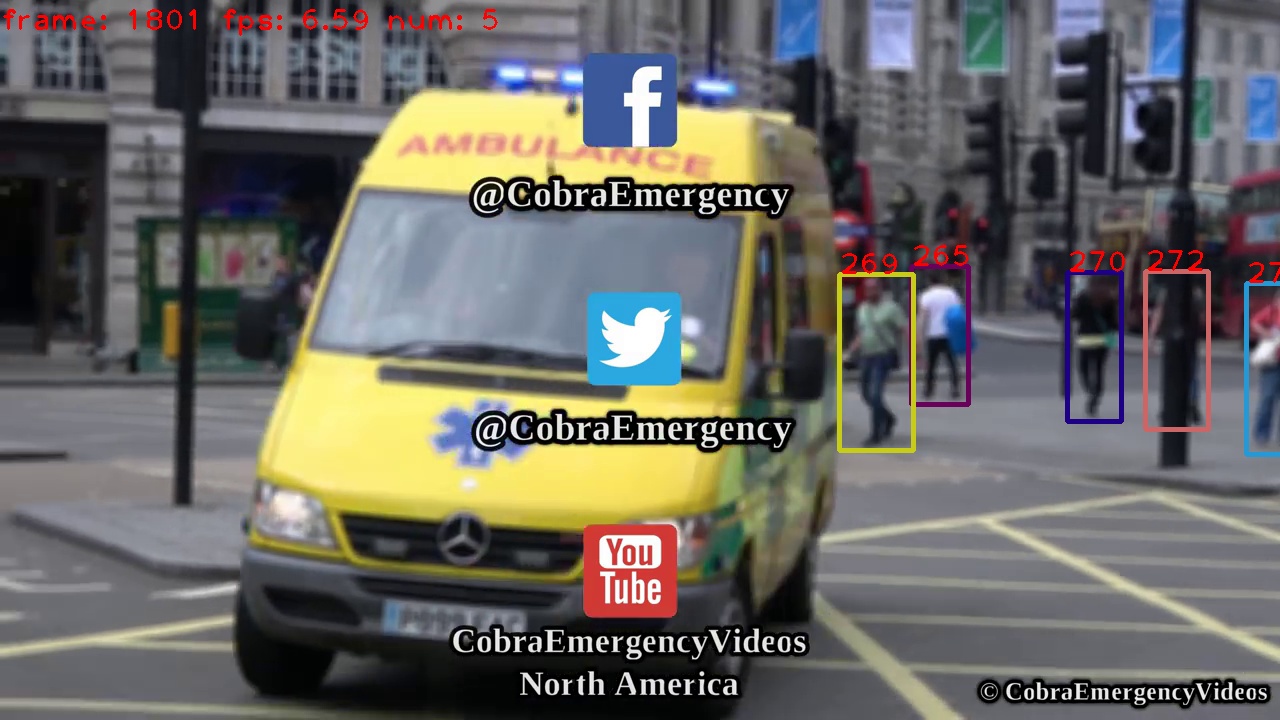 frame: 1801 fps: 6.59 num: 5
AMBULANCE
f
@CobraEmergency
265
269
270
272
27
@CobraEmergency
You
Tube
CobraEmergencyVideos
North America
© CobraEmergencyVideos